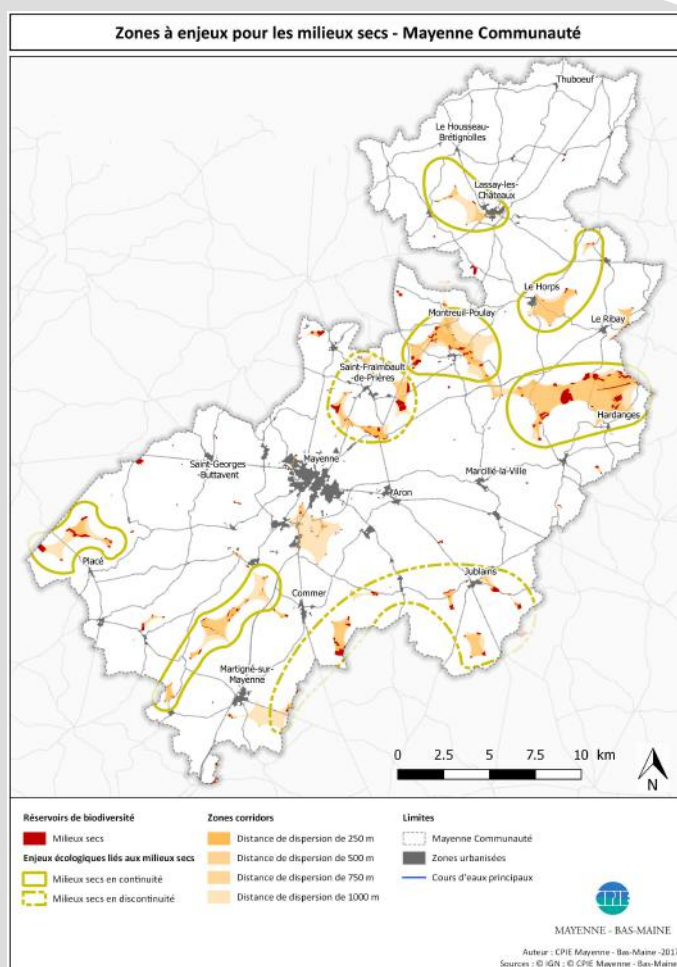 Zones à enjeux pour les milieux secs - Mayenne Communauté
Thuboeuf
Le Housseau-
Brétignolles
Lassay-les-
Châteaux
Le Horps
Montreuil-Poulay
Le Ribay
Saint-Fraimbault
-de-Prières
Hardanges
Saint-Georges
-Buttavent
Mayenne
Marcillé-la-Ville
Aron
Placé
Jublains
Commer
Martigné-sur-
Mayenne
0 2.5 5 7.5 10 km
N
Réservoirs de biodiversité
Milieux secs
Enjeux écologiques liés aux milieux secs
Milieux secs en continuité
Milieux secs en discontinuité
Zones corridors
Distance de dispersion de 250 m
Distance de dispersion de 500 m
Distance de dispersion de 750 m
Distance de dispersion de 1000 m
Limites
Mayenne Communauté
Zones urbanisées
Cours d'eaux principaux
CPIE
MAYENNE - BAS-MAINE
Auteur : CPIE Mayenne - Bas-Maine -2017
Sources : © IGN : © CPIE Mayenne - Bas-Maine